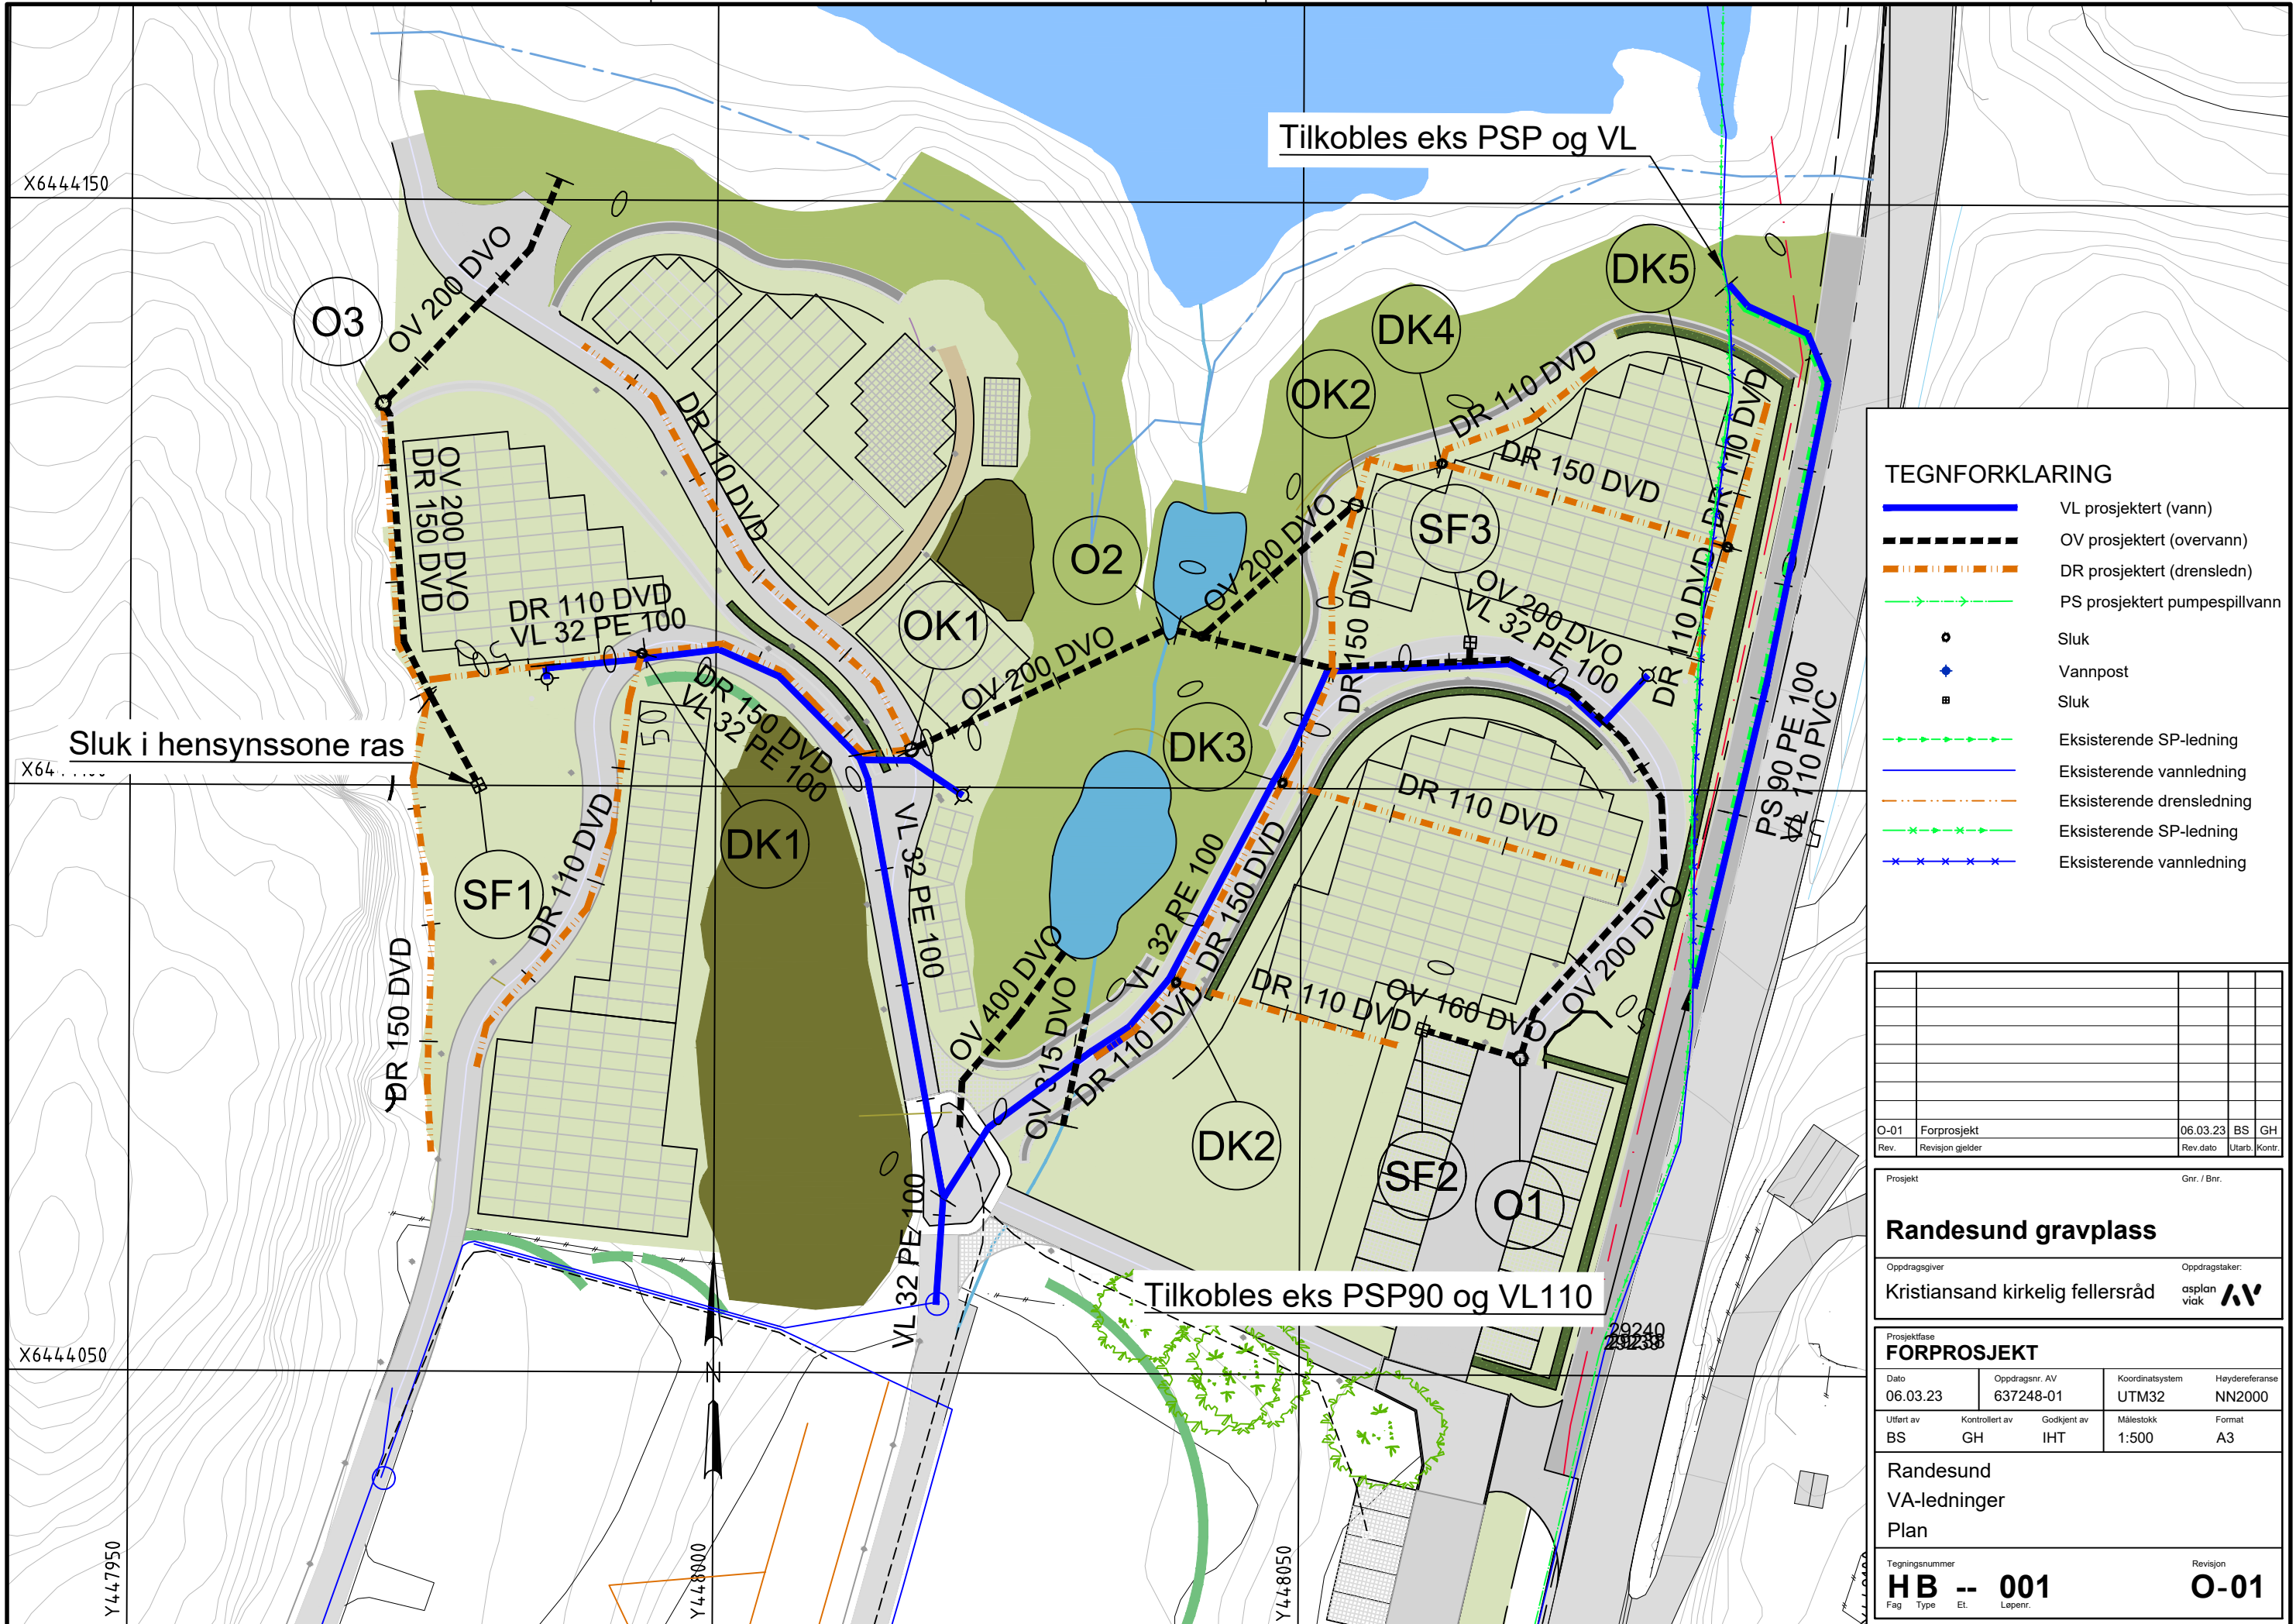 X6444150
X6444050
Y447950
Y448000
Y448050
Tilkobles eks PSP og VL
O3
OV 200 DVO
DK5
DK4
OK2
DR 110 DVD
DR 110 DVD
DR 150 DVD
DR 110 DVD
OV 200 DVO
DR 150 DVD
DR 110 DVD
VL 32 PE 100
OK1
O2
OV 200 DVO
OV 200 DVO
SF3
OV 200 DVO
VL 32 PE 100
DR 150 DVD
DR 110 DVD
Sluk i hensynssone ras
DR 150 DVD
VL 32 PE 100
50
DK1
DK3
DR 110 DVD
SF1
DR 110 DVD
DR 150 DVD
VL 32 PE 100
VL 32 PE 100
DR 150 DVD
PS 90 PE 100
VL 110 PVC
OV 400 DVO
OV 315 DVO
DR 110 DVD
DR 110 DVD
OV 160 DVO
OV 200 DVO
DK2
SF2
O1
VL 32 PE 100
Tilkobles eks PSP90 og VL110
29240
N
TEGNFORKLARING
VL prosjektert (vann)
OV prosjektert (overvann)
DR prosjektert (drensledn)
PS prosjektert pumpespillvann
Sluk
Vannpost
Sluk
Eksisterende SP-ledning
Eksisterende vannledning
Eksisterende drensledning
Eksisterende SP-ledning
Eksisterende vannledning
O-01 Forprosjekt 06.03.23 BS GH
Rev. Revisjon gjelder Rev.dato Utarb. Kontr.
Prosjekt Gnr. / Bnr.
Randesund gravplass
Oppdragsgiver Oppdragstaker:
Kristiansand kirkelig fellersråd
asplan
viak
Prosjektfase
FORPROSJEKT
Dato Oppdragsnr. AV Koordinatsystem Høydereferanse
06.03.23 637248-01 UTM32 NN2000
Utført av Kontrollert av Godkjent av Målestokk Format
BS GH IHT 1:500 A3
Randesund
VA-ledninger
Plan
Tegningsnummer Revisjon
HB -- 001 O-01
Fag Type Et. Løpenr.